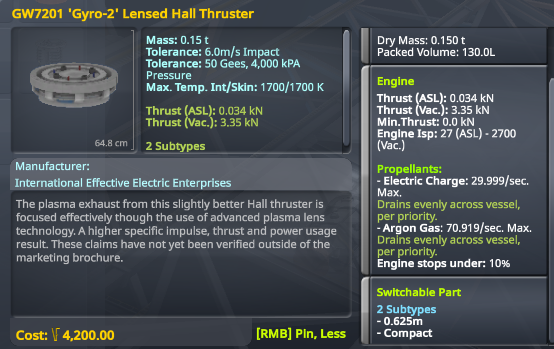 GW7201 'Gyro-2' Lensed Hall Thruster
Mass: 0.15 t
Tolerance: 6.0m/s Impact
Tolerance: 50 Gees, 4,000 kPA
Pressure
Max. Temp. Int/Skin: 1700/1700 K
Thrust (ASL): 0.034 kN
Thrust (Vac.): 3.35 kN
2 Subtypes
64.8 cm
Manufacturer:
International Effective Electric Enterprises
The plasma exhaust from this slightly better Hall thruster is
focused effectively though the use of advanced plasma lens
technology. A higher specific impulse, thrust and power usage
result. These claims have not yet been verified outside of the
marketing brochure.
Cost: 4,200.00
[RMB] Pin, Less
Dry Mass: 0.150 t
Packed Volume: 130.0L
Engine
Thrust (ASL): 0.034 kN
Thrust (Vac.): 3.35 kN
Min.Thrust: 0.0 kN
Engine Isp: 27 (ASL) - 2700
(Vac.)
Propellants:
- Electric Charge: 29.999/sec.
Max.
Drains evenly across vessel,
per priority.
- Argon Gas: 70.919/sec. Max.
Drains evenly across vessel,
per priority.
Engine stops under: 10%
Switchable Part
2 Subtypes
- 0.625m
- Compact